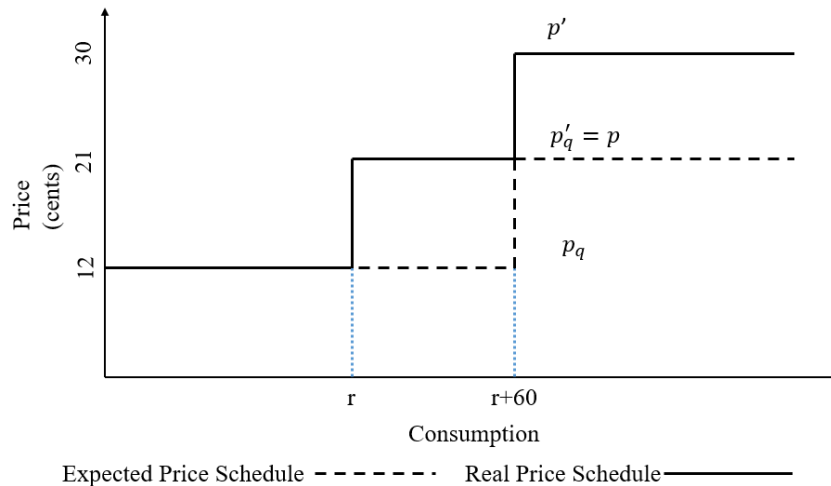 p'
30
p'_q = p
21
Price
(cents)
p_q
12
r
r+60
Consumption
Expected Price Schedule
Real Price Schedule